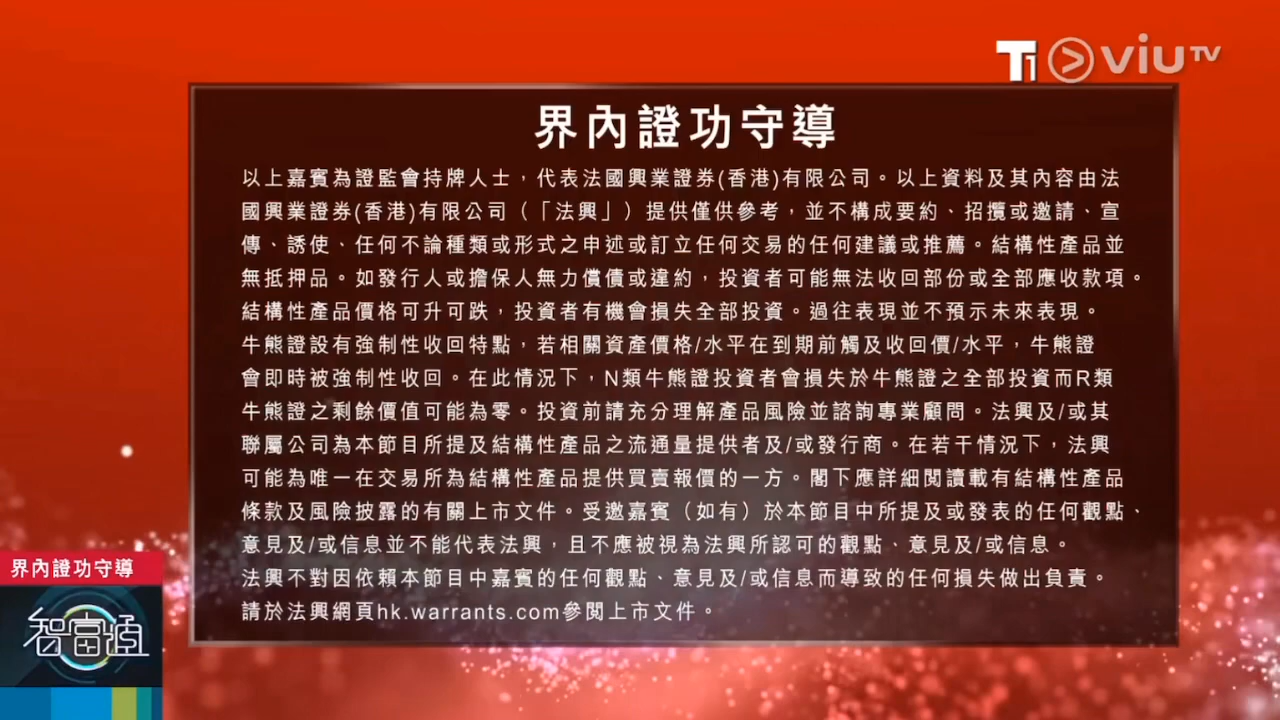 T1 viuTV
界內證功守導
以上嘉賓為證監會持牌人士，代表法國興業證券(香港)有限公司。以上資料及其內容由法
國興業證券(香港)有限公司（「法興」）提供僅供參考，並不構成要約、招攬或邀請、宣
傳、誘使、任何不論種類或形式之申述或訂立任何交易的任何建議或推薦。結構性產品並
無抵押品。如發行人或擔保人無力償債或違約，投資者可能無法收回部份或全部應收款項。
結構性產品價格可升可跌，投資者有機會損失全部投資。過往表現並不預示未來表現。
牛熊證設有強制性收回特點，若相關資產價格/水平在到期前觸及收回價/水平，牛熊證
會即時被強制性收回。在此情況下，N類牛熊證投資者會損失於牛熊證之全部投資而R類
牛熊證之剩餘價值可能為零。投資前請充分理解產品風險並諮詢專業顧問。法興及/或其
聯屬公司為本節目所提及結構性產品之流通量提供者及/或發行商。在若干情況下，法興
可能為唯一在交易所為結構性產品提供買賣報價的一方。閣下應詳細閱讀載有結構性產品
條款及風險披露的有關上市文件。受邀嘉賓（如有）於本節目中所提及或發表的任何觀點、
意見及/或信息並不能代表法興，且不應被視為法興所認可的觀點、意見及/或信息。
法興不對因依賴本節目中嘉賓的任何觀點、意見及/或信息而導致的任何損失做出負責。
請於法興網頁hk.warrants.com參閱上市文件。
界內證功守導
智富通